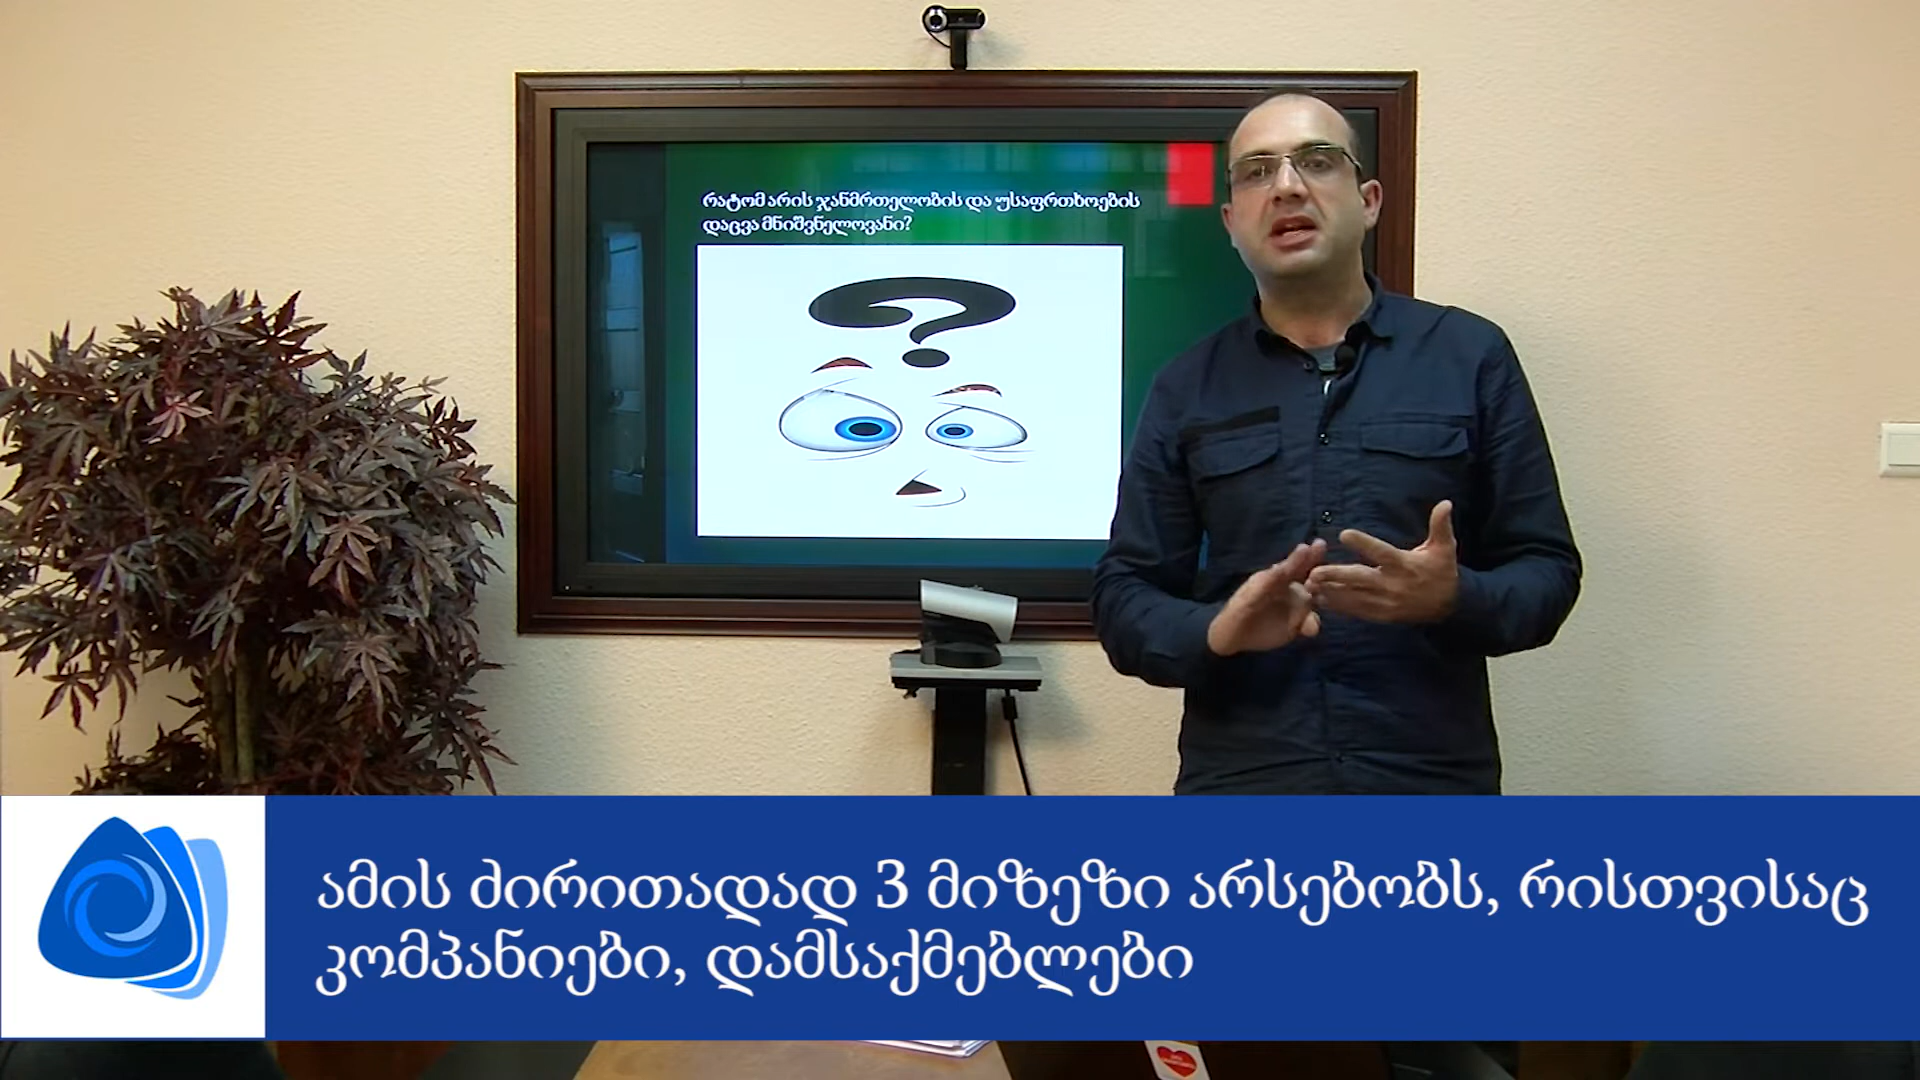 რატომ არის ჯანმრთელობის და უსაფრთხოების
დაცვა მნიშვნელოვანი?
ამის ძირითადად 3 მიზეზი არსებობს, რისთვისაც
კომპანიები, დამსაქმებლები